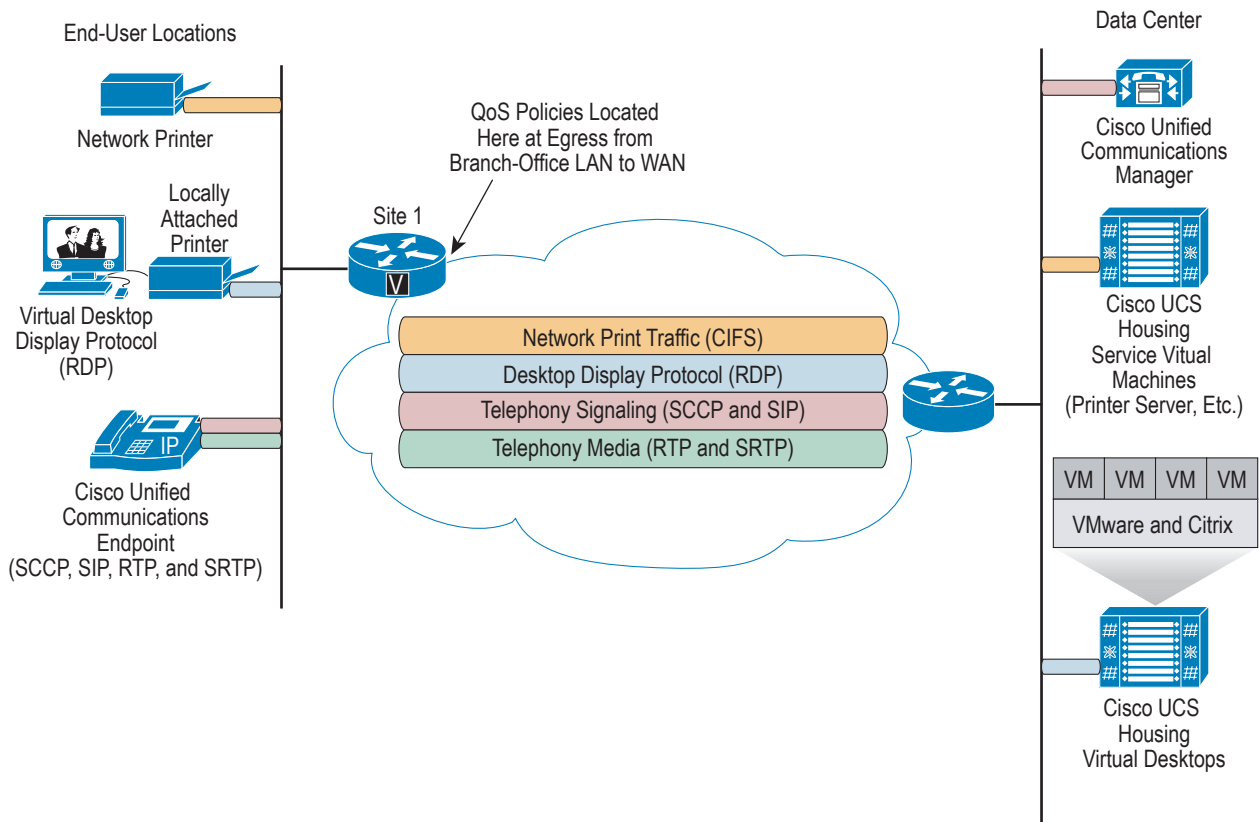 End-User Locations
Network Printer
Locally
Attached
Printer
Virtual Desktop
Display Protocol
(RDP)
IP
Cisco Unified
Communications
Endpoint
(SCCP, SIP, RTP, and SRTP)
QoS Policies Located
Here at Egress from
Branch-Office LAN to WAN
Site 1
V
Network Print Traffic (CIFS)
Desktop Display Protocol (RDP)
Telephony Signaling (SCCP and SIP)
Telephony Media (RTP and SRTP)
Data Center
Cisco Unified
Communications
Manager
Cisco UCS
Housing
Service Vitual
Machines
(Printer Server, Etc.)
VM VM VM VM
VMware and Citrix
Cisco UCS
Housing
Virtual Desktops